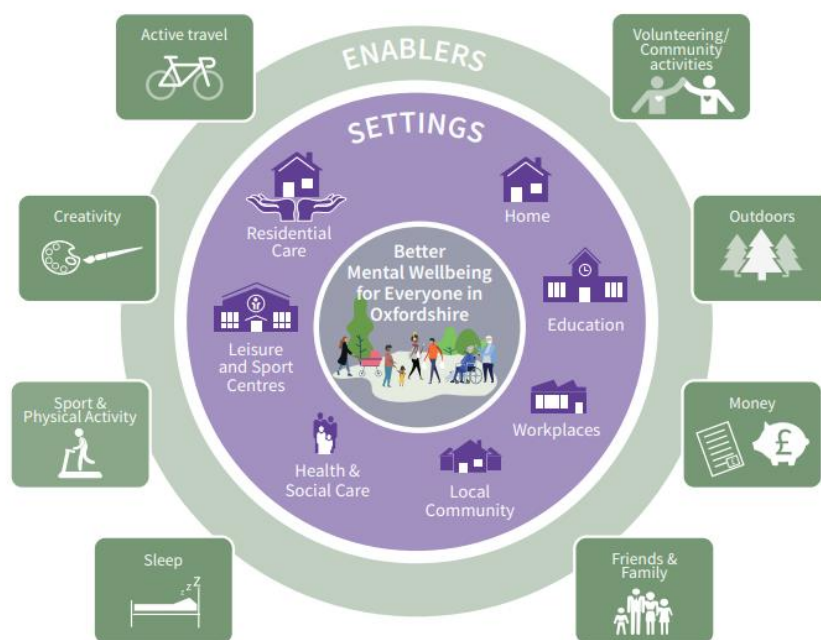 Active travel
ENABLERS
Volunteering/
Community
activities
SETTINGS
Residential
Care
Home
Creativity
Outdoors
Better
Mental Wellbeing
for Everyone in
Oxfordshire
Leisure
and Sport
Centres
Education
Sport &
Physical Activity
Money
£
Workplaces
Health &
Social Care
Local
Community
Sleep
z z Z
Friends &
Family